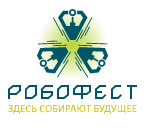 РОБОФЕСТ
ЗДЕСЬ СОБИРАЮТ БУДУЩЕЕ